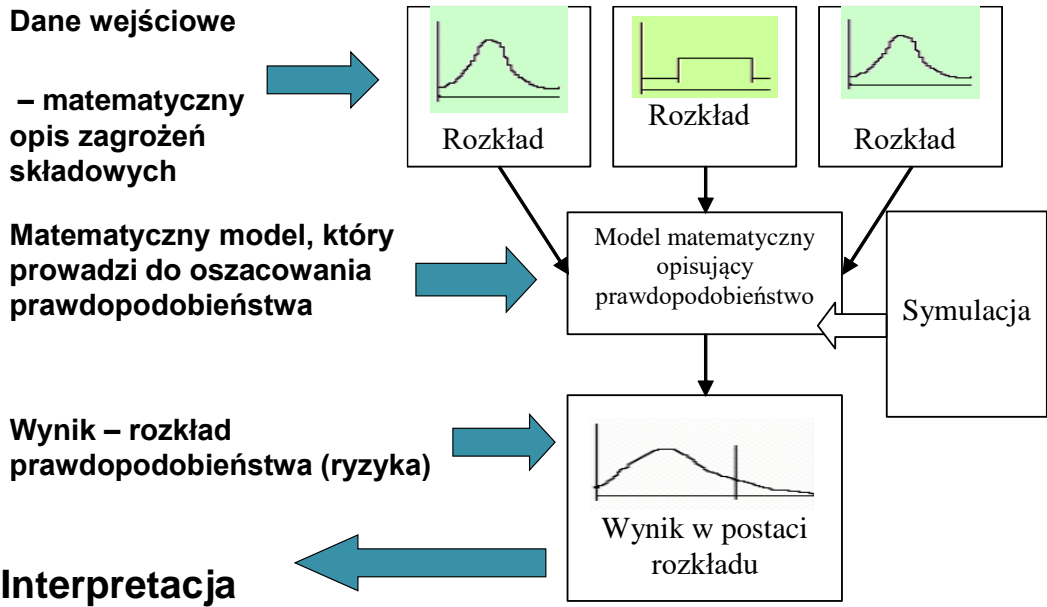 Dane wejściowe
– matematyczny
opis zagrożeń
składowych
Rozkład
Rozkład
Rozkład
Matematyczny model, który
prowadzi do oszacowania
prawdopodobieństwa
Model matematyczny
opisujący
prawdopodobieństwo
Symulacja
Wynik – rozkład
prawdopodobieństwa (ryzyka)
Wynik w postaci
rozkładu
Interpretacja